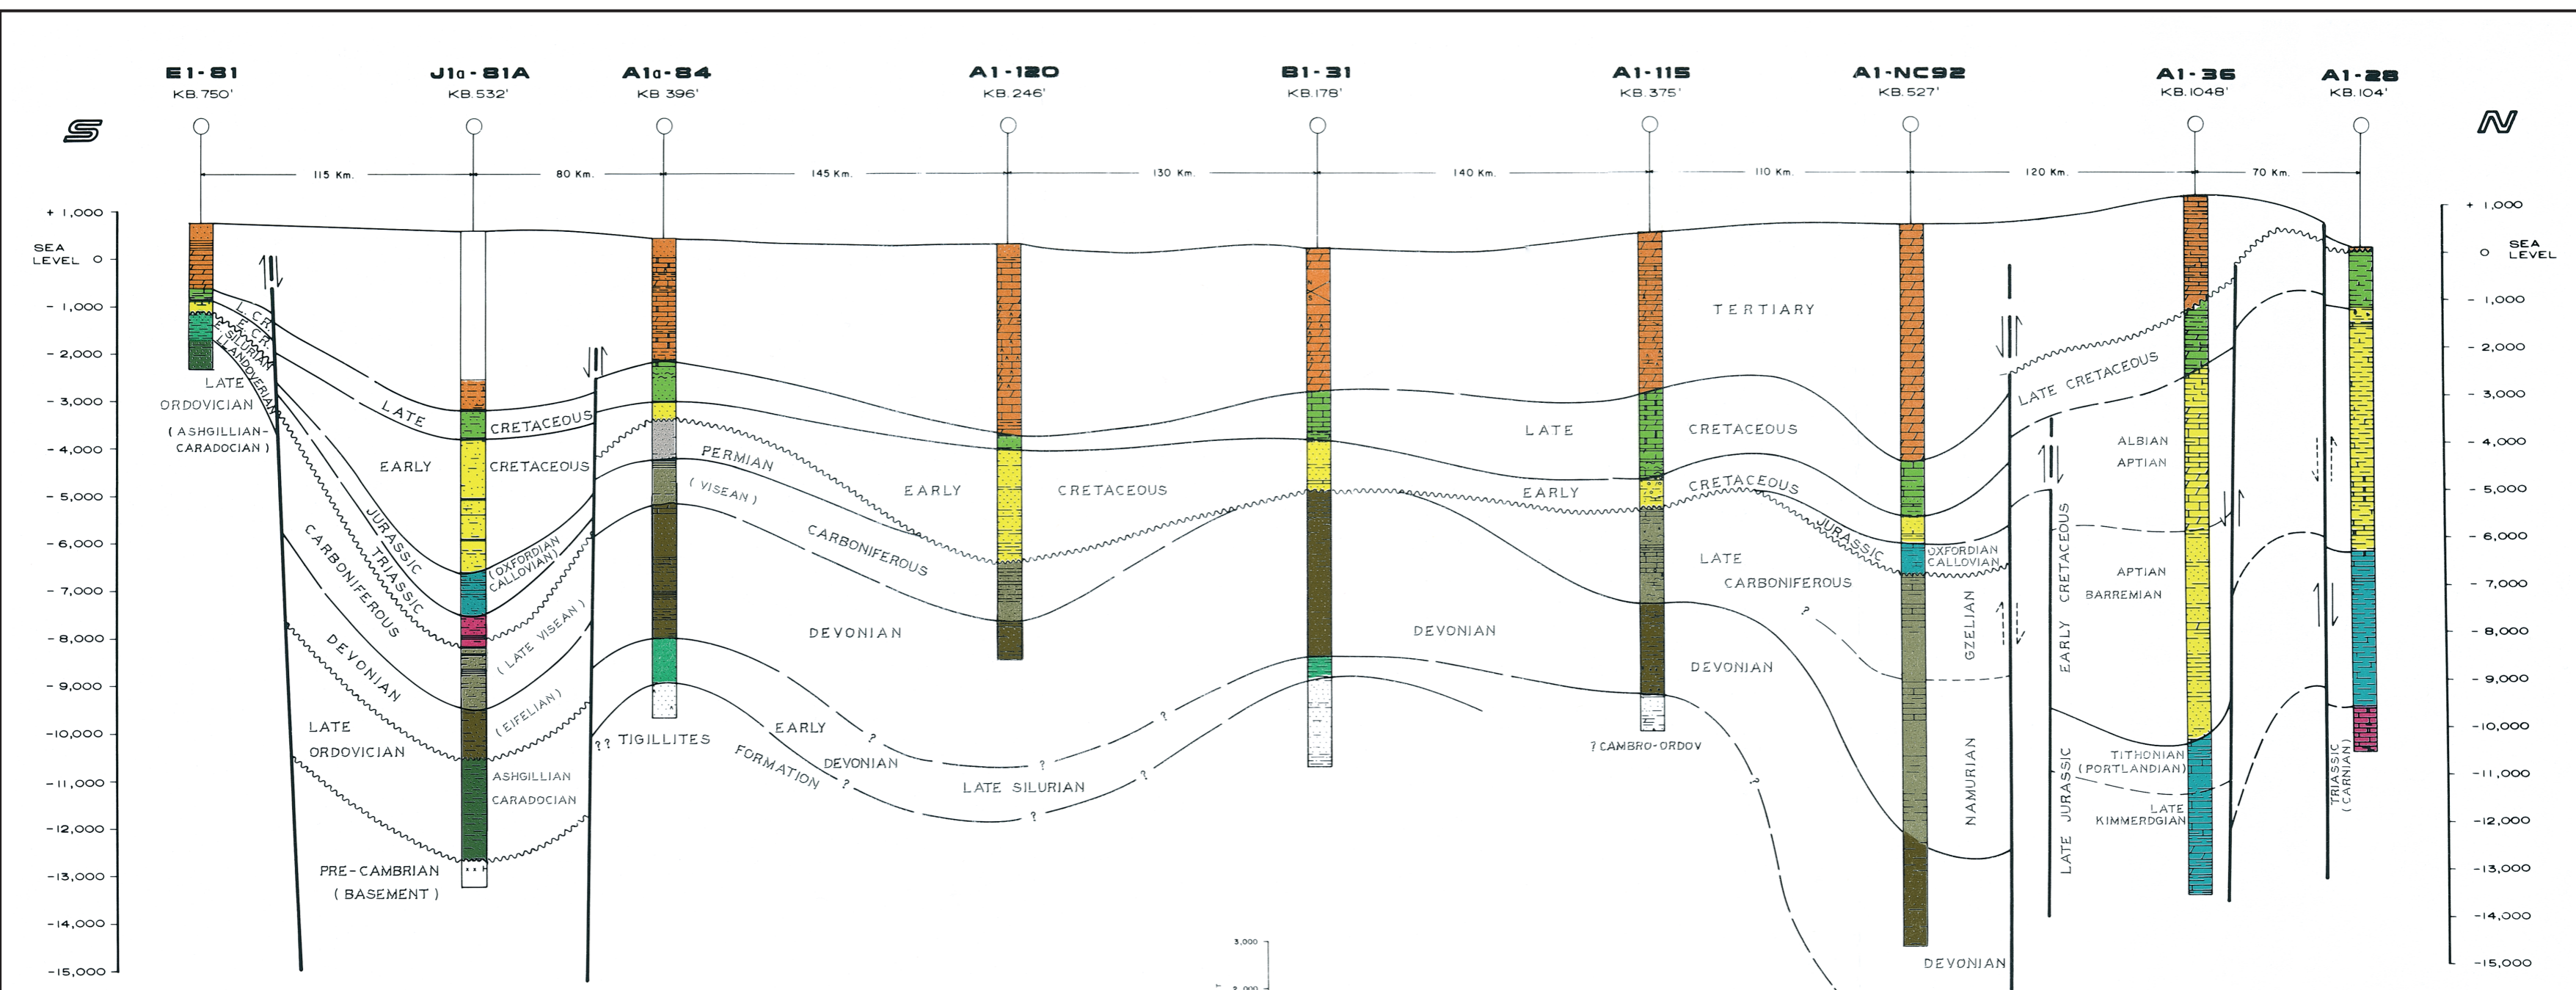 E1-81
J1a-81A
A1a-84
A1-120
B1-31
A1-115
A1-NC92
A1-36
A1-28
KB.750'
KB.532'
KB 396'
KB.246'
KB.178'
KB.375'
KB.527'
KB.1048'
KB.104'
S
N
115 Km.
80 Km.
145 Km.
130 Km.
140 Km.
110 Km.
120 Km.
70 Km.
+ 1,000
SEA
LEVEL 0
- 1,000
- 2,000
- 3,000
- 4,000
- 5,000
- 6,000
- 7,000
- 8,000
- 9,000
-10,000
-11,000
-12,000
-13,000
-14,000
-15,000
L. CR.
E. CR.
E. SILURIAN
LLANDOVERIAN
LATE
ORDOVICIAN
( ASHGILLIAN-
CARADOCIAN )
LATE
CRETACEOUS
EARLY
CRETACEOUS
JURASSIC
TRIASSIC
CARBONIFEROUS
DEVONIAN
LATE
ORDOVICIAN
PRE-CAMBRIAN
( BASEMENT )
(OXFORDIAN
CALLOVIAN)
( LATE VISEAN )
(EIFELIAN )
ASHGILLIAN
CARADOCIAN
?? TIGILLITES
FORMATION
PERMIAN
( VISEAN )
CARBONIFEROUS
DEVONIAN
EARLY
DEVONIAN
?
?
EARLY
CRETACEOUS
?
LATE SILURIAN
?
?
?
TERTIARY
LATE
CRETACEOUS
EARLY
CRETACEOUS
JURASSIC
DEVONIAN
LATE
CARBONIFEROUS
?
DEVONIAN
? CAMBRO-ORDOV
?
OXFORDIAN
CALLOVIAN
GZELIAN
NAMURIAN
DEVONIAN
LATE CRETACEOUS
EARLY CRETACEOUS
LATE JURASSIC
ALBIAN
APTIAN
APTIAN
BARREMIAN
TITHONIAN
(PORTLANDIAN)
LATE
KIMMERDGIAN
TRIASSIC
(CARNIAN)
+ 1,000
0 SEA
LEVEL
- 1,000
- 2,000
- 3,000
- 4,000
- 5,000
- 6,000
- 7,000
- 8,000
- 9,000
-10,000
-11,000
-12,000
-13,000
-14,000
-15,000
3,000
2,000